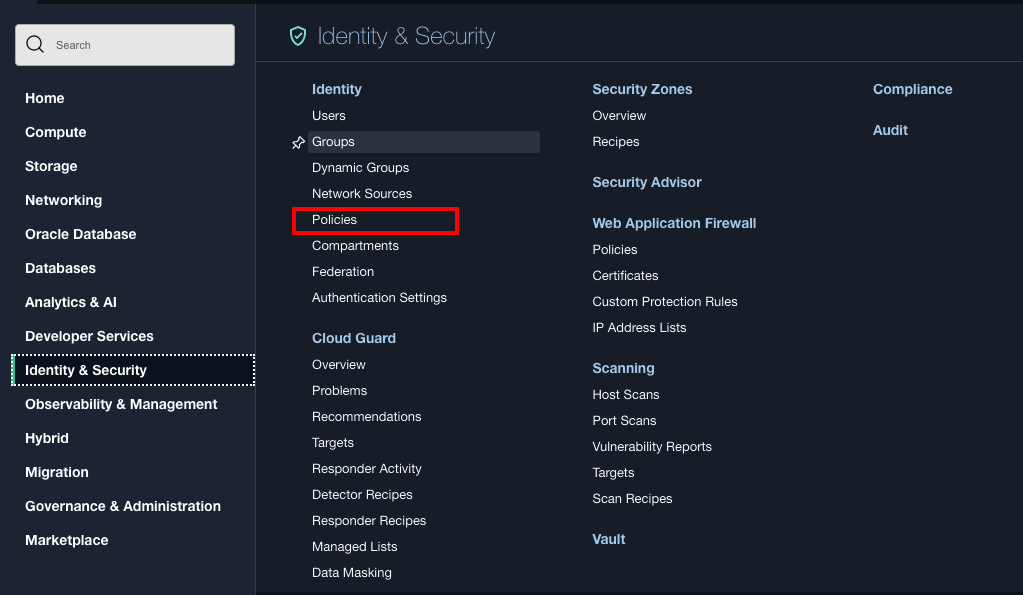 Search
Home
Compute
Storage
Networking
Oracle Database
Databases
Analytics & AI
Developer Services
Identity & Security
Observability & Management
Hybrid
Migration
Governance & Administration
Marketplace
Identity & Security
Identity
Users
Groups
Dynamic Groups
Network Sources
Policies
Compartments
Federation
Authentication Settings
Cloud Guard
Overview
Problems
Recommendations
Targets
Responder Activity
Detector Recipes
Responder Recipes
Managed Lists
Data Masking
Security Zones
Overview
Recipes
Security Advisor
Web Application Firewall
Policies
Certificates
Custom Protection Rules
IP Address Lists
Scanning
Host Scans
Port Scans
Vulnerability Reports
Targets
Scan Recipes
Vault
Compliance
Audit